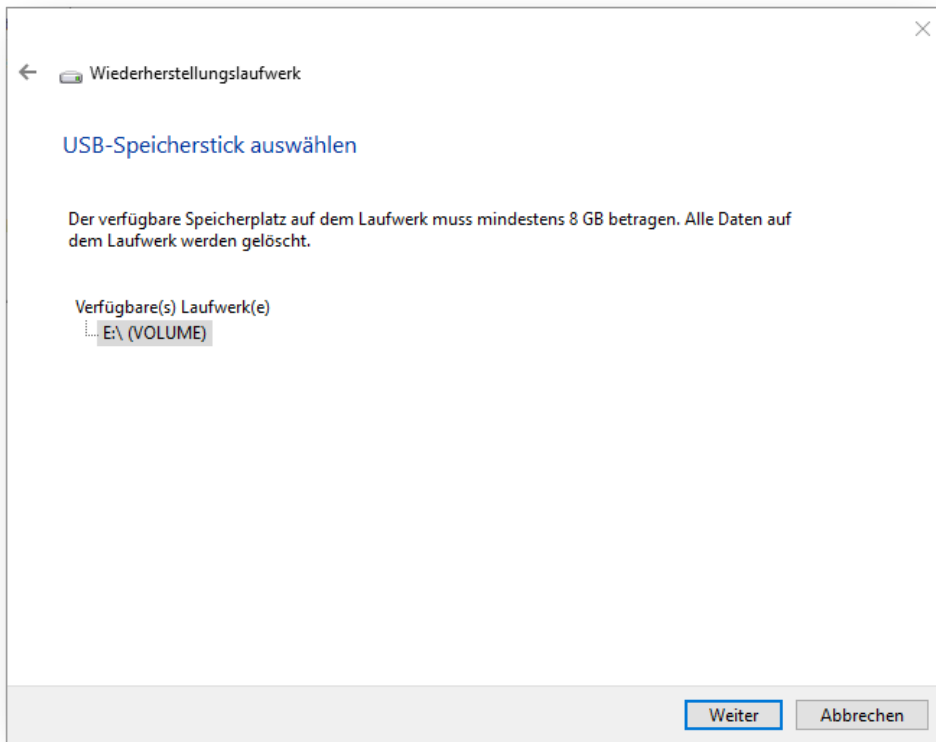 Wiederherstellungslaufwerk
USB-Speicherstick auswählen
Der verfügbare Speicherplatz auf dem Laufwerk muss mindestens 8 GB betragen. Alle Daten auf
dem Laufwerk werden gelöscht.
Verfügbare(s) Laufwerk(e)
E:\ (VOLUME)
Weiter
Abbrechen